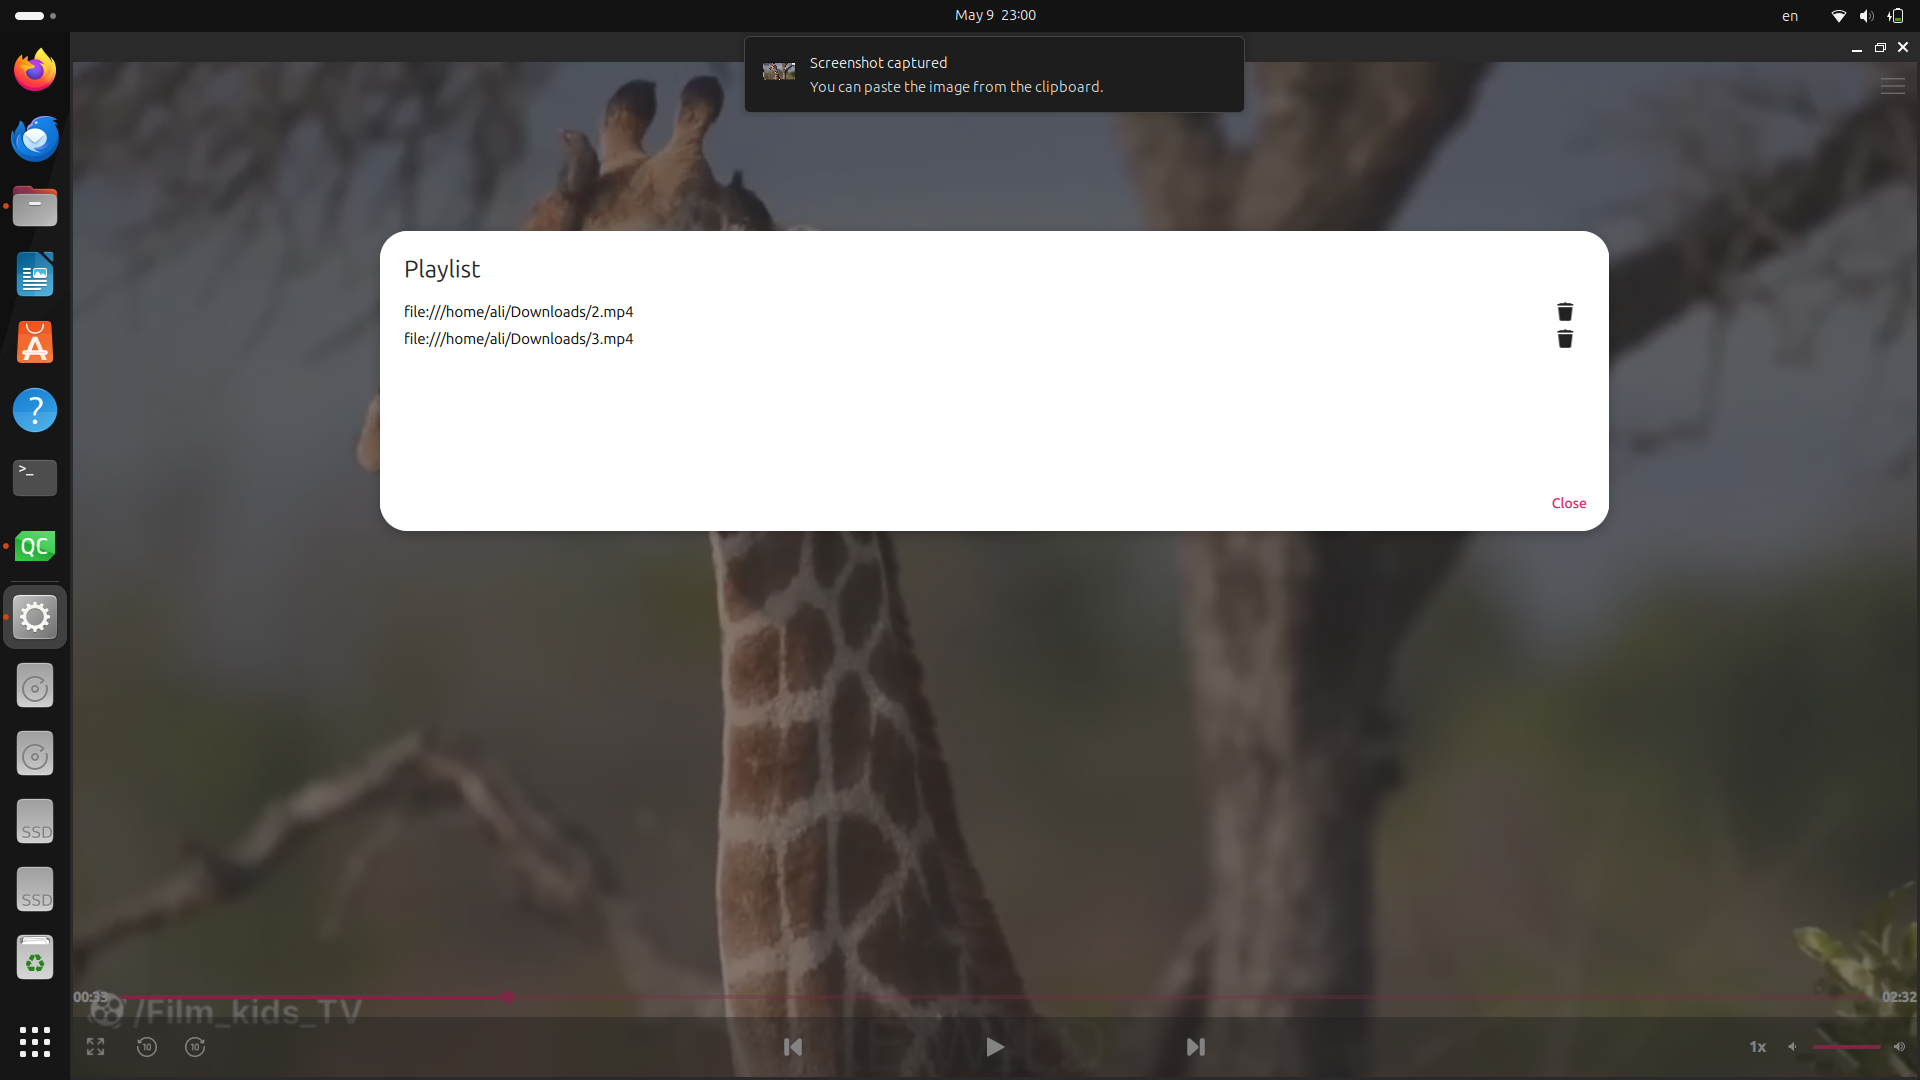 May 9 23:00
en
Screenshot captured
You can paste the image from the clipboard.
Playlist
file:///home/ali/Downloads/2.mp4
file:///home/ali/Downloads/3.mp4
Close
>_
QC
SSD
SSD
00:33
02:32
/Film_kids_TV
10
10
1x